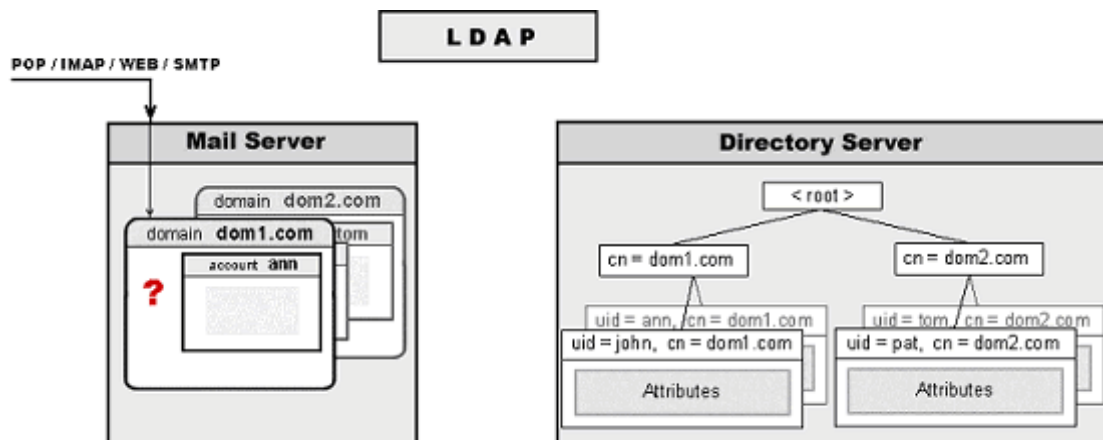 L D A P
POP / IMAP / WEB / SMTP
Mail Server
domain dom2.com
tom
domain dom1.com
account ann
?
Directory Server
< root >
cn = dom1.com
cn = dom2.com
uid = ann, cn = dom1.com
uid = john, cn = dom1.com
Attributes
uid = tom, cn = dom2.com
uid = pat, cn = dom2.com
Attributes